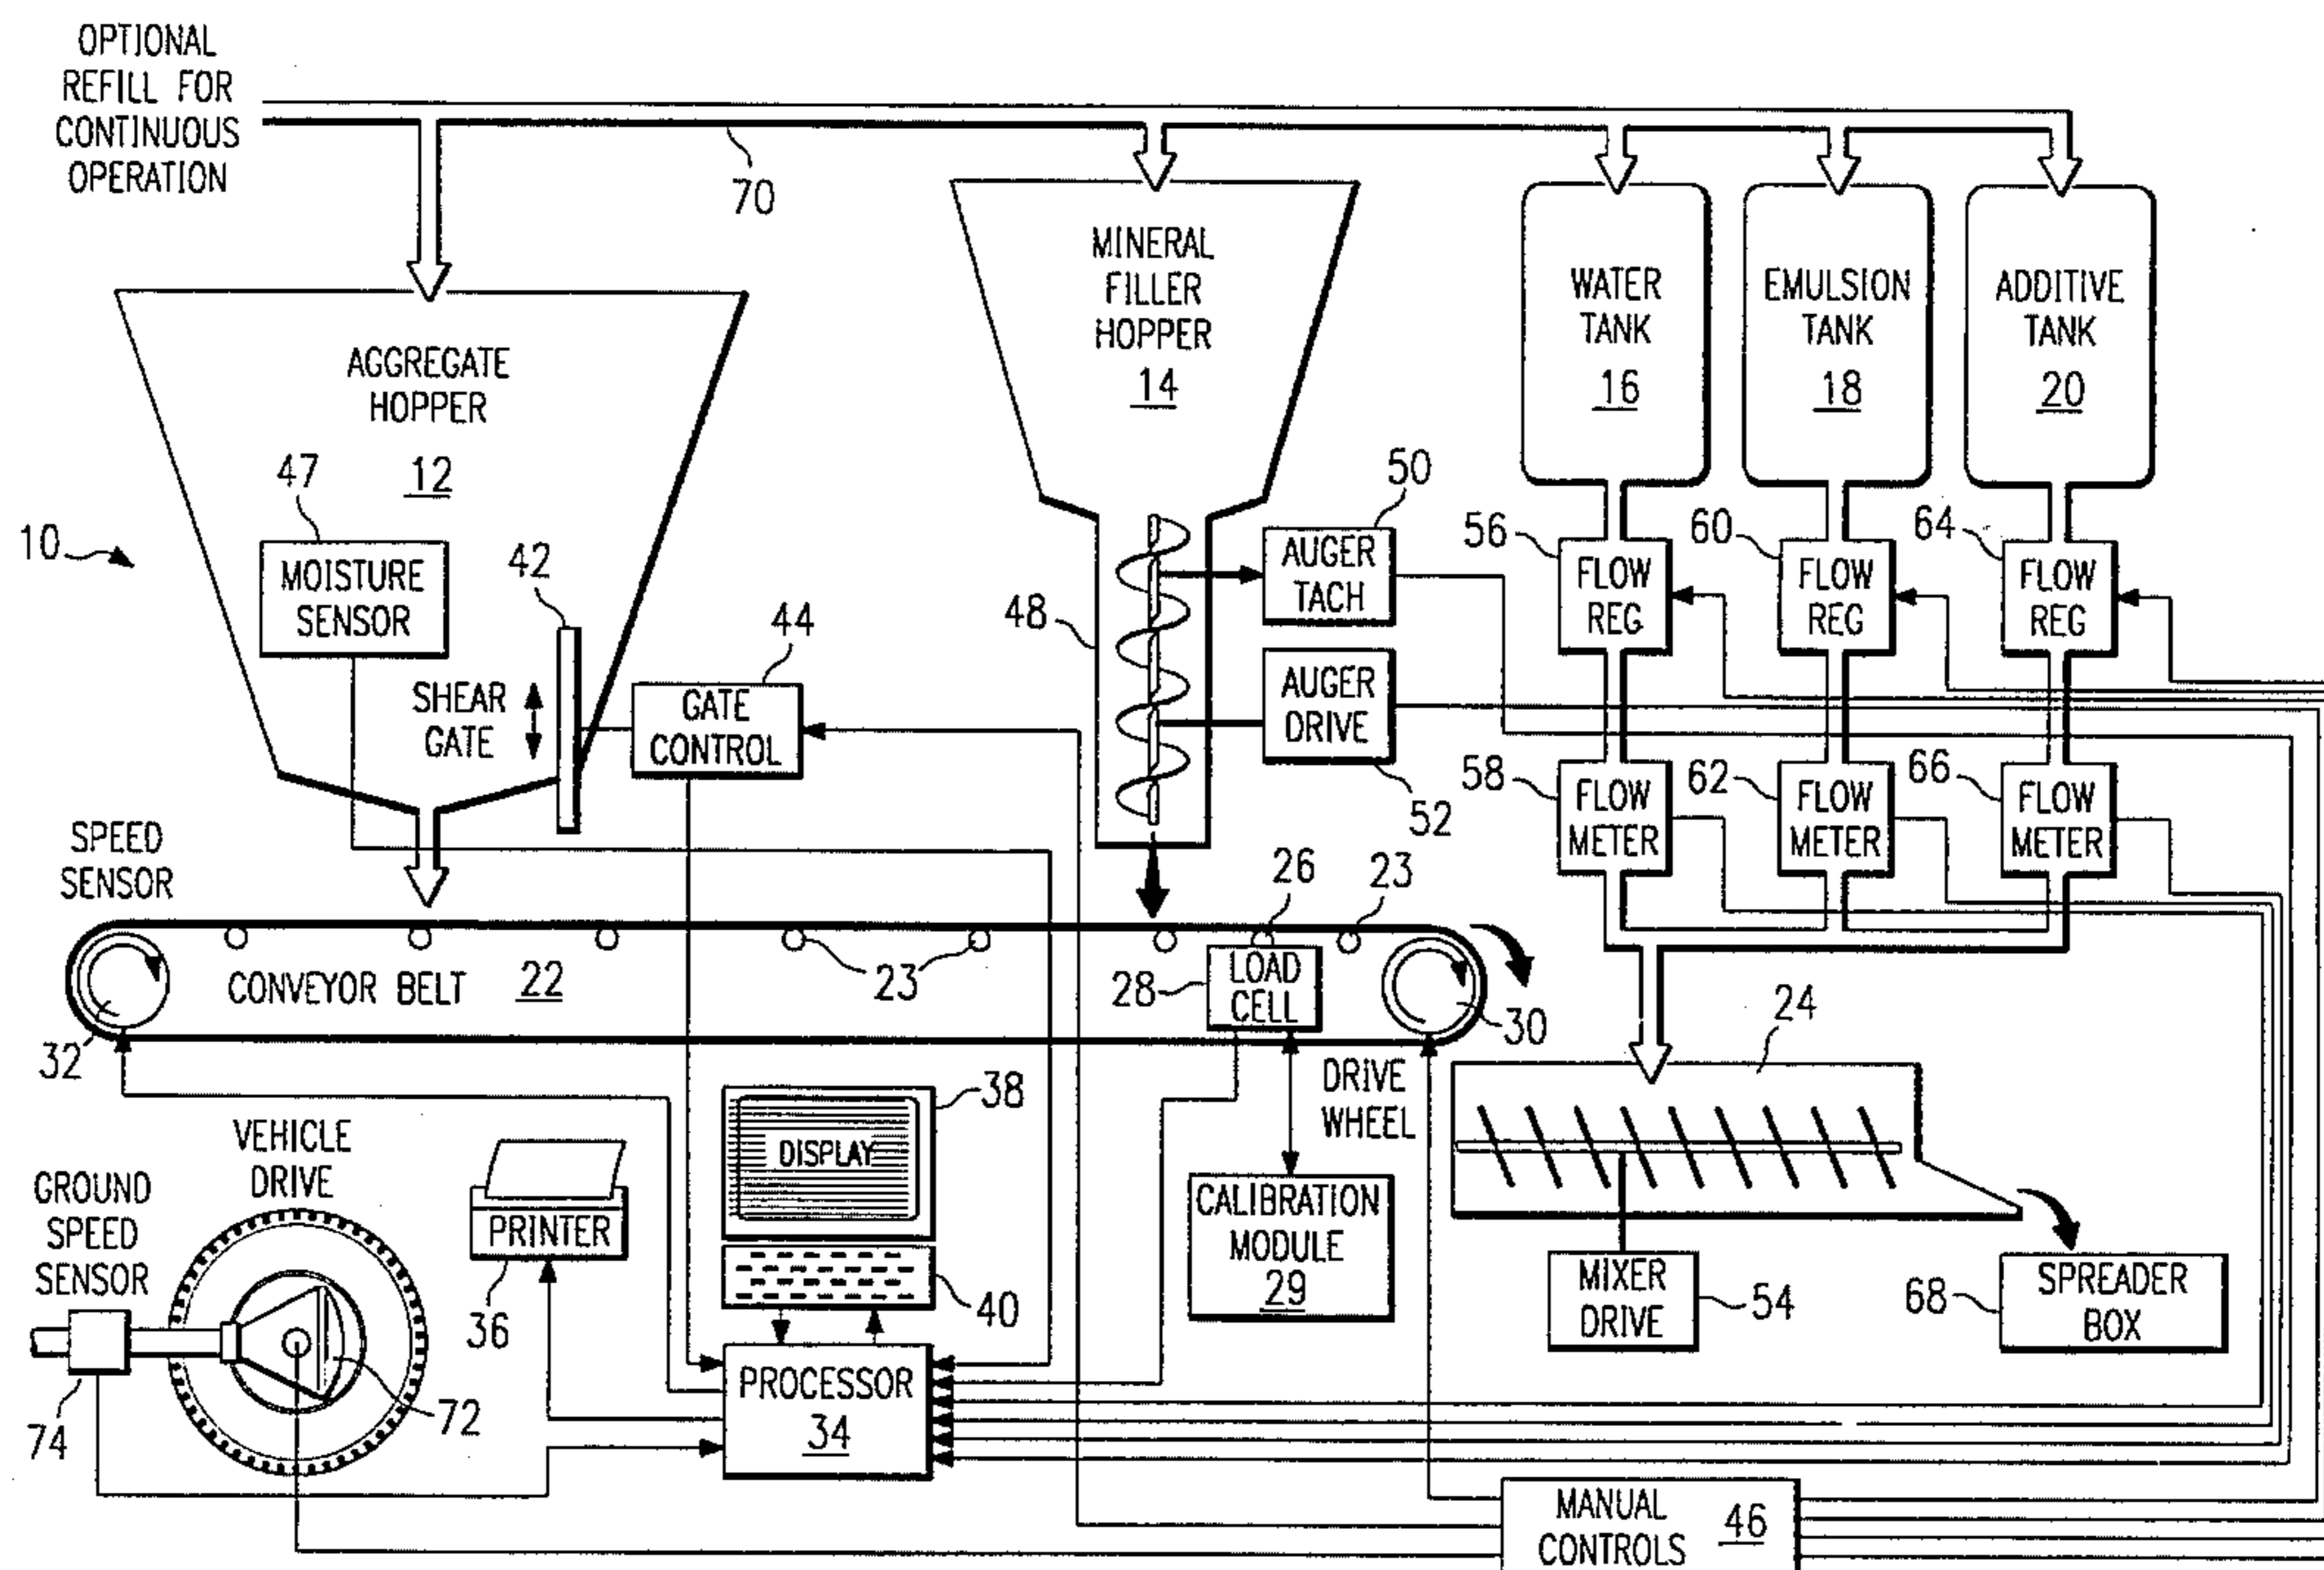 OPTIONAL
REFILL FOR
CONTINUOUS
OPERATION
70
AGGREGATE
HOPPER
12
47
MOISTURE
SENSOR
10
42
SHEAR
GATE
44
GATE
CONTROL
MINERAL
FILLER
HOPPER
14
48
50
AUGER
TACH
AUGER
DRIVE
52
WATER
TANK
16
EMULSION
TANK
18
ADDITIVE
TANK
20
56
FLOW
REG
60
FLOW
REG
64
FLOW
REG
58
FLOW
METER
62
FLOW
METER
66
FLOW
METER
SPEED
SENSOR
32
CONVEYOR BELT 22
23
26
23
28
LOAD
CELL
30
DRIVE
WHEEL
24
MIXER
DRIVE
54
68
SPREADER
BOX
CALIBRATION
MODULE
29
38
DISPLAY
40
VEHICLE
DRIVE
GROUND
SPEED
SENSOR
74
72
PRINTER
36
PROCESSOR
34
MANUAL
CONTROLS
46